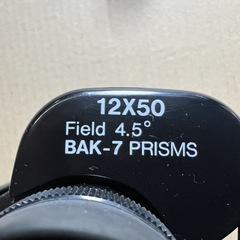 12X50
Field 4.5°
BAK-7 PRISMS